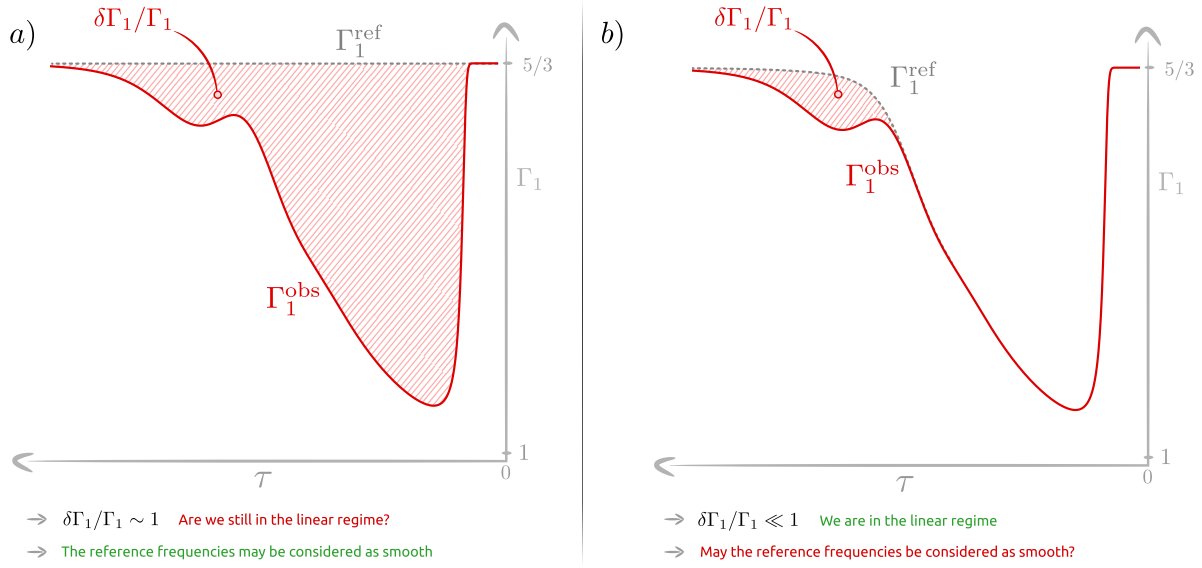 a)
δΓ₁/Γ₁
Γ₁^ref
5/3
Γ₁
Γ₁^obs
1
0
τ
δΓ₁/Γ₁ ∼ 1 Are we still in the linear regime?
The reference frequencies may be considered as smooth
b)
δΓ₁/Γ₁
Γ₁^ref
5/3
Γ₁^obs
Γ₁
1
0
τ
δΓ₁/Γ₁ ≪ 1 We are in the linear regime
May the reference frequencies be considered as smooth?